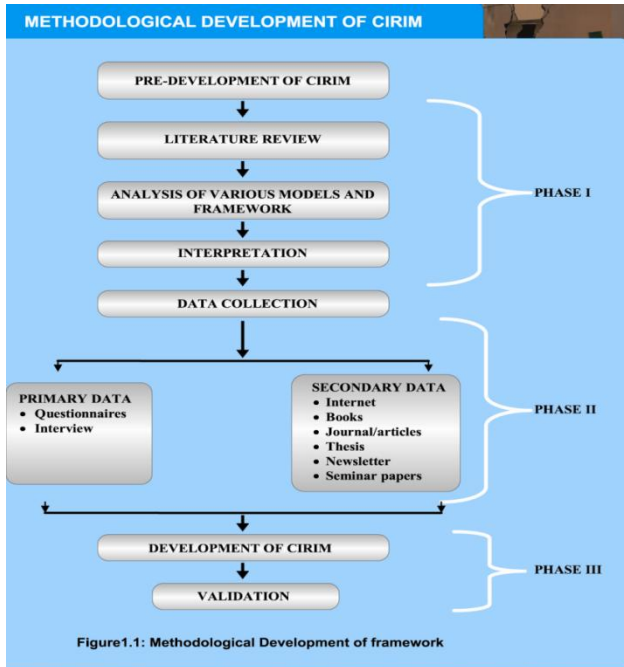 METHODOLOGICAL DEVELOPMENT OF CIRIM
PRE-DEVELOPMENT OF CIRIM
LITERATURE REVIEW
ANALYSIS OF VARIOUS MODELS AND
FRAMEWORK
INTERPRETATION
DATA COLLECTION
PHASE I
PRIMARY DATA
• Questionnaires
• Interview
SECONDARY DATA
• Internet
• Books
• Journal/articles
• Thesis
• Newsletter
• Seminar papers
PHASE II
DEVELOPMENT OF CIRIM
VALIDATION
PHASE III
Figure1.1: Methodological Development of framework